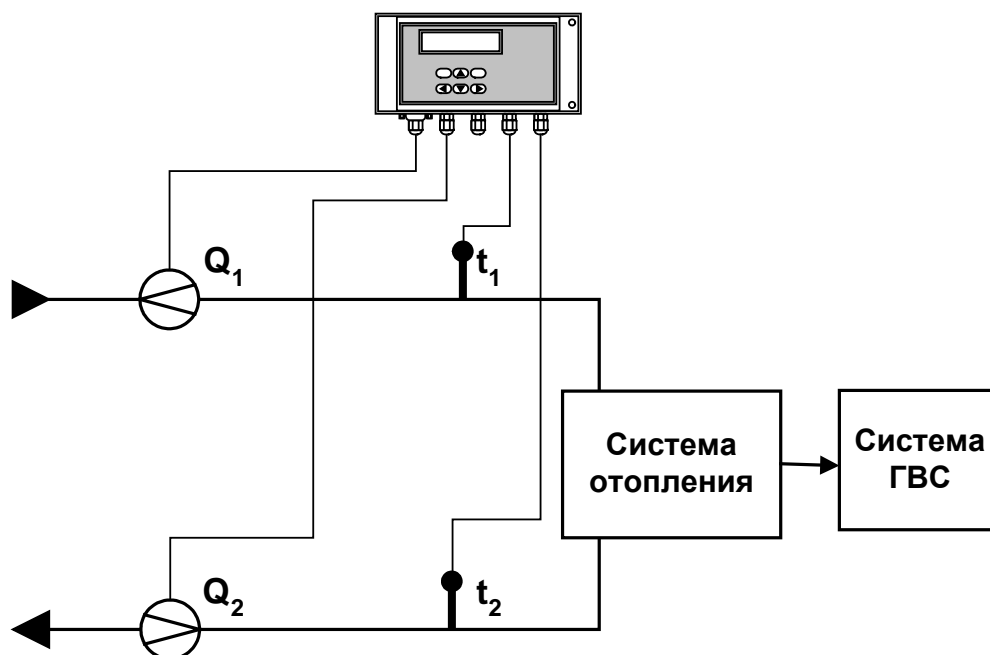 Q1
t1
Система
отопления
Система
ГВС
Q2
t2